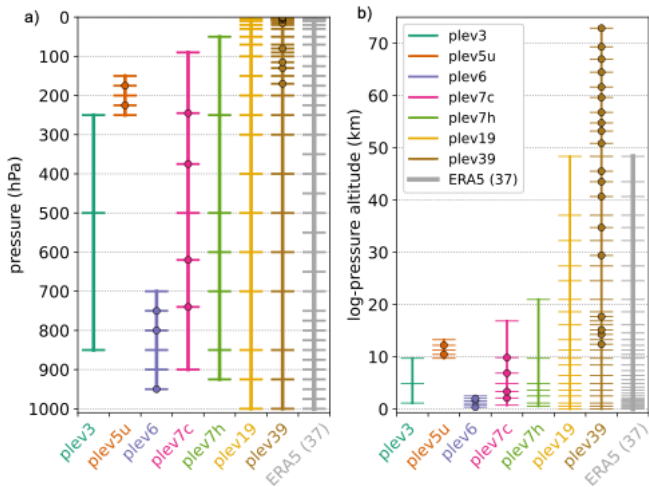 a)
pressure (hPa)
0
100
200
300
400
500
600
700
800
900
1000
plev3
plev5u
plev6
plev7c
plev7h
plev19
plev39
ERA5 (37)
b)
log-pressure altitude (km)
70
60
50
40
30
20
10
0
plev3
plev5u
plev6
plev7c
plev7h
plev19
plev39
ERA5 (37)
plev3
plev5u
plev6
plev7c
plev7h
plev19
plev39
ERA5 (37)